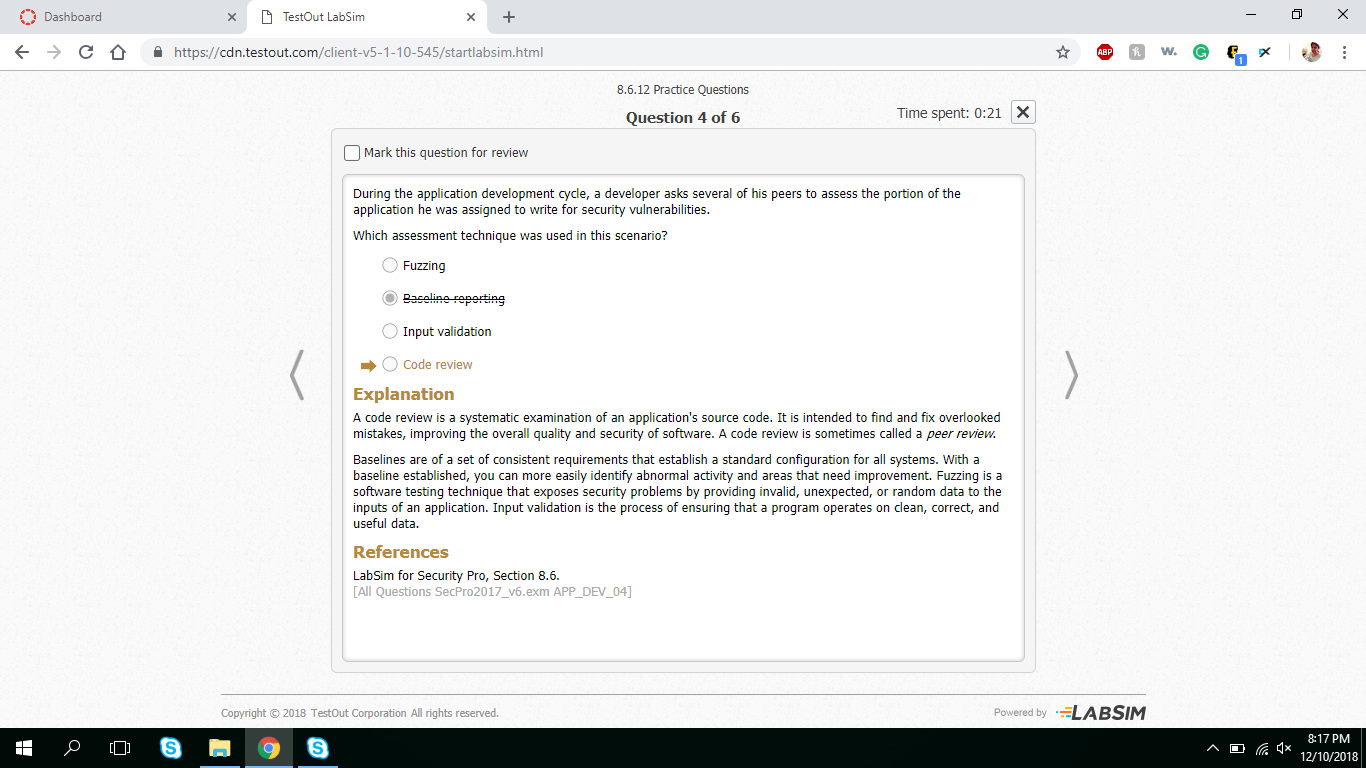 Dashboard
TestOut LabSim
https://cdn.testout.com/client-v5-1-10-545/startlabsim.html
ABP
w.
1
8.6.12 Practice Questions
Question 4 of 6
Time spent: 0:21
Mark this question for review
During the application development cycle, a developer asks several of his peers to assess the portion of the
application he was assigned to write for security vulnerabilities.
Which assessment technique was used in this scenario?
Fuzzing
Baseline reporting
Input validation
Code review
Explanation
A code review is a systematic examination of an application's source code. It is intended to find and fix overlooked
mistakes, improving the overall quality and security of software. A code review is sometimes called a peer review.
Baselines are of a set of consistent requirements that establish a standard configuration for all systems. With a
baseline established, you can more easily identify abnormal activity and areas that need improvement. Fuzzing is a
software testing technique that exposes security problems by providing invalid, unexpected, or random data to the
inputs of an application. Input validation is the process of ensuring that a program operates on clean, correct, and
useful data.
References
LabSim for Security Pro, Section 8.6.
[All Questions SecPro2017_v6.exm APP_DEV_04]
Copyright © 2018 TestOut Corporation All rights reserved.
Powered by LABSIM
8:17 PM
12/10/2018